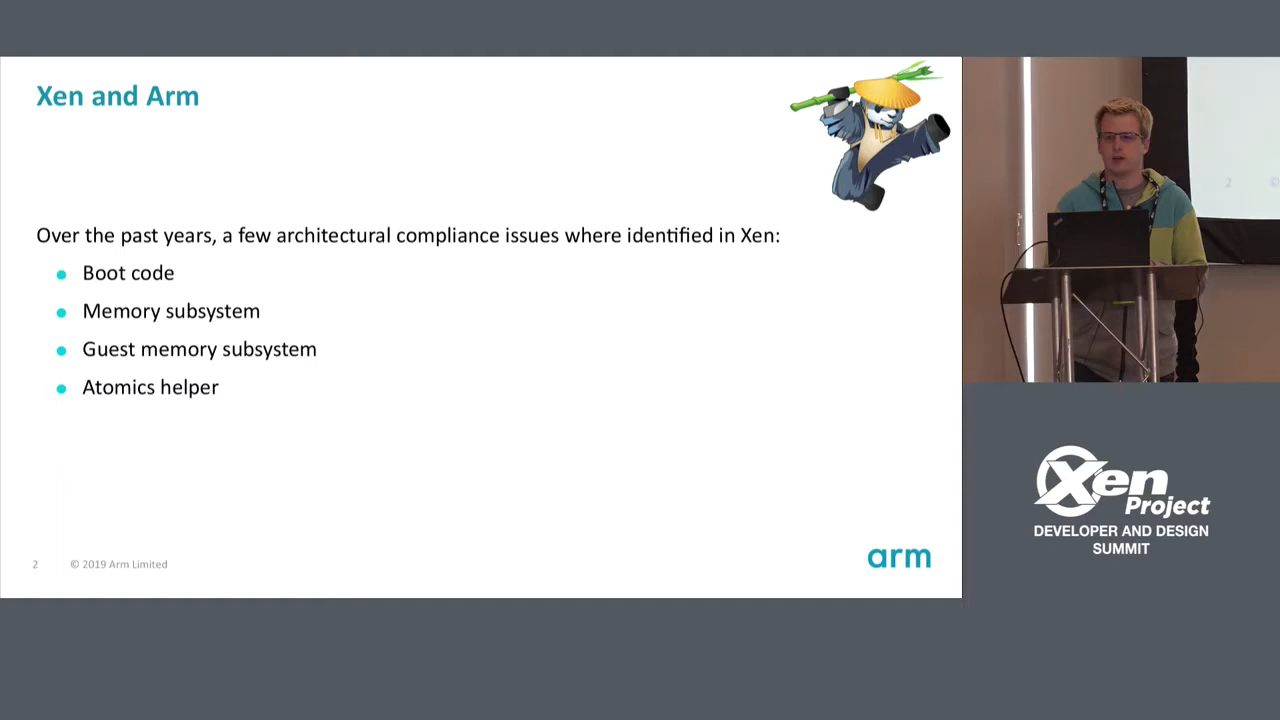 Xen and Arm
Over the past years, a few architectural compliance issues where identified in Xen:
Boot code
Memory subsystem
Guest memory subsystem
Atomics helper
2
© 2019 Arm Limited
arm
2
Xen
Project
DEVELOPER AND DESIGN
SUMMIT